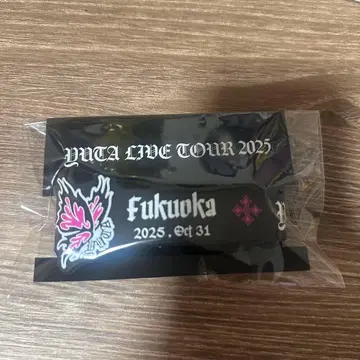 YUTA LIVE TOUR 2025
Fukuoka
2025 . Oct 31
Y